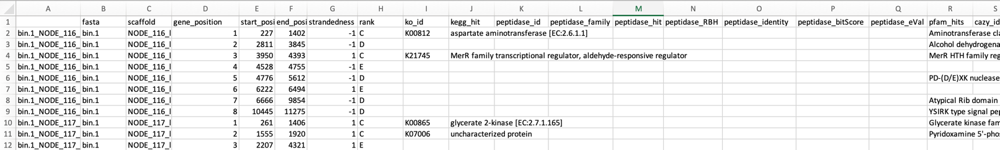 A B C D E F G H I J K L M N O P Q R S
1 fasta scaffold gene_position start_posi end_posi strandedness rank ko_id kegg_hit peptidase_id peptidase_family peptidase_hit peptidase_RBH peptidase_identity peptidase_bitScore peptidase_eVal pfam_hits cazy_id
2 bin.1_NODE_116_ bin.1 NODE_116_l 1 227 1402 -1 C K00812 aspartate aminotransferase [EC:2.6.1.1] Aminotransferase cla
3 bin.1_NODE_116_ bin.1 NODE_116_l 2 2811 3845 -1 D Alcohol dehydrogena
4 bin.1_NODE_116_ bin.1 NODE_116_l 3 3950 4393 1 C K21745 MerR family transcriptional regulator, aldehyde-responsive regulator MerR HTH family reg
5 bin.1_NODE_116_ bin.1 NODE_116_l 4 4528 4755 -1 E
6 bin.1_NODE_116_ bin.1 NODE_116_l 5 4776 5612 -1 D PD-(D/E)XK nuclease
7 bin.1_NODE_116_ bin.1 NODE_116_l 6 6222 6494 1 E
8 bin.1_NODE_116_ bin.1 NODE_116_l 7 6666 9854 -1 D Atypical Rib domain
9 bin.1_NODE_116_ bin.1 NODE_116_l 8 10445 11275 -1 D YSIRK type signal pep
10 bin.1_NODE_117_ bin.1 NODE_117_l 1 261 1406 1 C K00865 glycerate 2-kinase [EC:2.7.1.165] Glycerate kinase fam
11 bin.1_NODE_117_ bin.1 NODE_117_l 2 1555 1920 1 C K07006 uncharacterized protein Pyridoxamine 5'-pho
12 bin.1_NODE_117_ bin.1 NODE_117_l 3 2207 4321 1 E